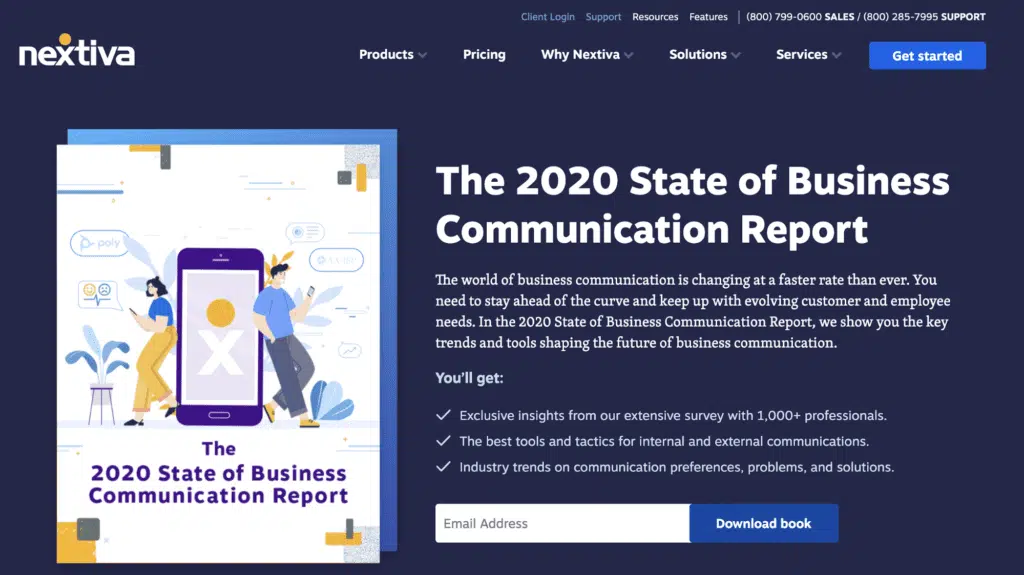 Client Login Support Resources Features (800) 799-0600 SALES / (800) 285-7995 SUPPORT
nextiva
Products Pricing Why Nextiva Solutions Services Get started
poly
The
2020 State of Business
Communication Report
The 2020 State of Business
Communication Report
The world of business communication is changing at a faster rate than ever. You
need to stay ahead of the curve and keep up with evolving customer and employee
needs. In the 2020 State of Business Communication Report, we show you the key
trends and tools shaping the future of business communication.
You'll get:
Exclusive insights from our extensive survey with 1,000+ professionals.
The best tools and tactics for internal and external communications.
Industry trends on communication preferences, problems, and solutions.
Email Address
Download book